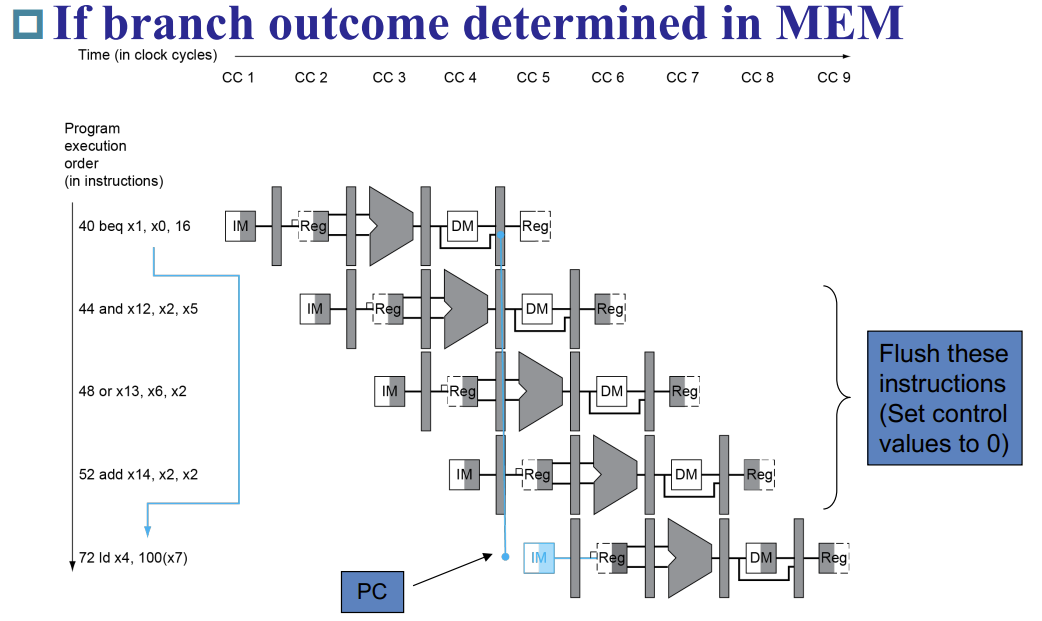 If branch outcome determined in MEM
Time (in clock cycles)
CC 1 CC 2 CC 3 CC 4 CC 5 CC 6 CC 7 CC 8 CC 9
Program
execution
order
(in instructions)
40 beq x1, x0, 16
IM Reg DM Reg
44 and x12, x2, x5
IM Reg DM Reg
48 or x13, x6, x2
IM Reg DM Reg
52 add x14, x2, x2
IM Reg DM Reg
72 ld x4, 100(x7)
IM Reg DM Reg
Flush these
instructions
(Set control
values to 0)
PC